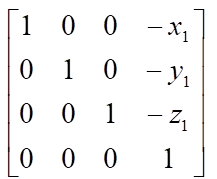 1 0 0 -x₁
0 1 0 -y₁
0 0 1 -z₁
0 0 0 1